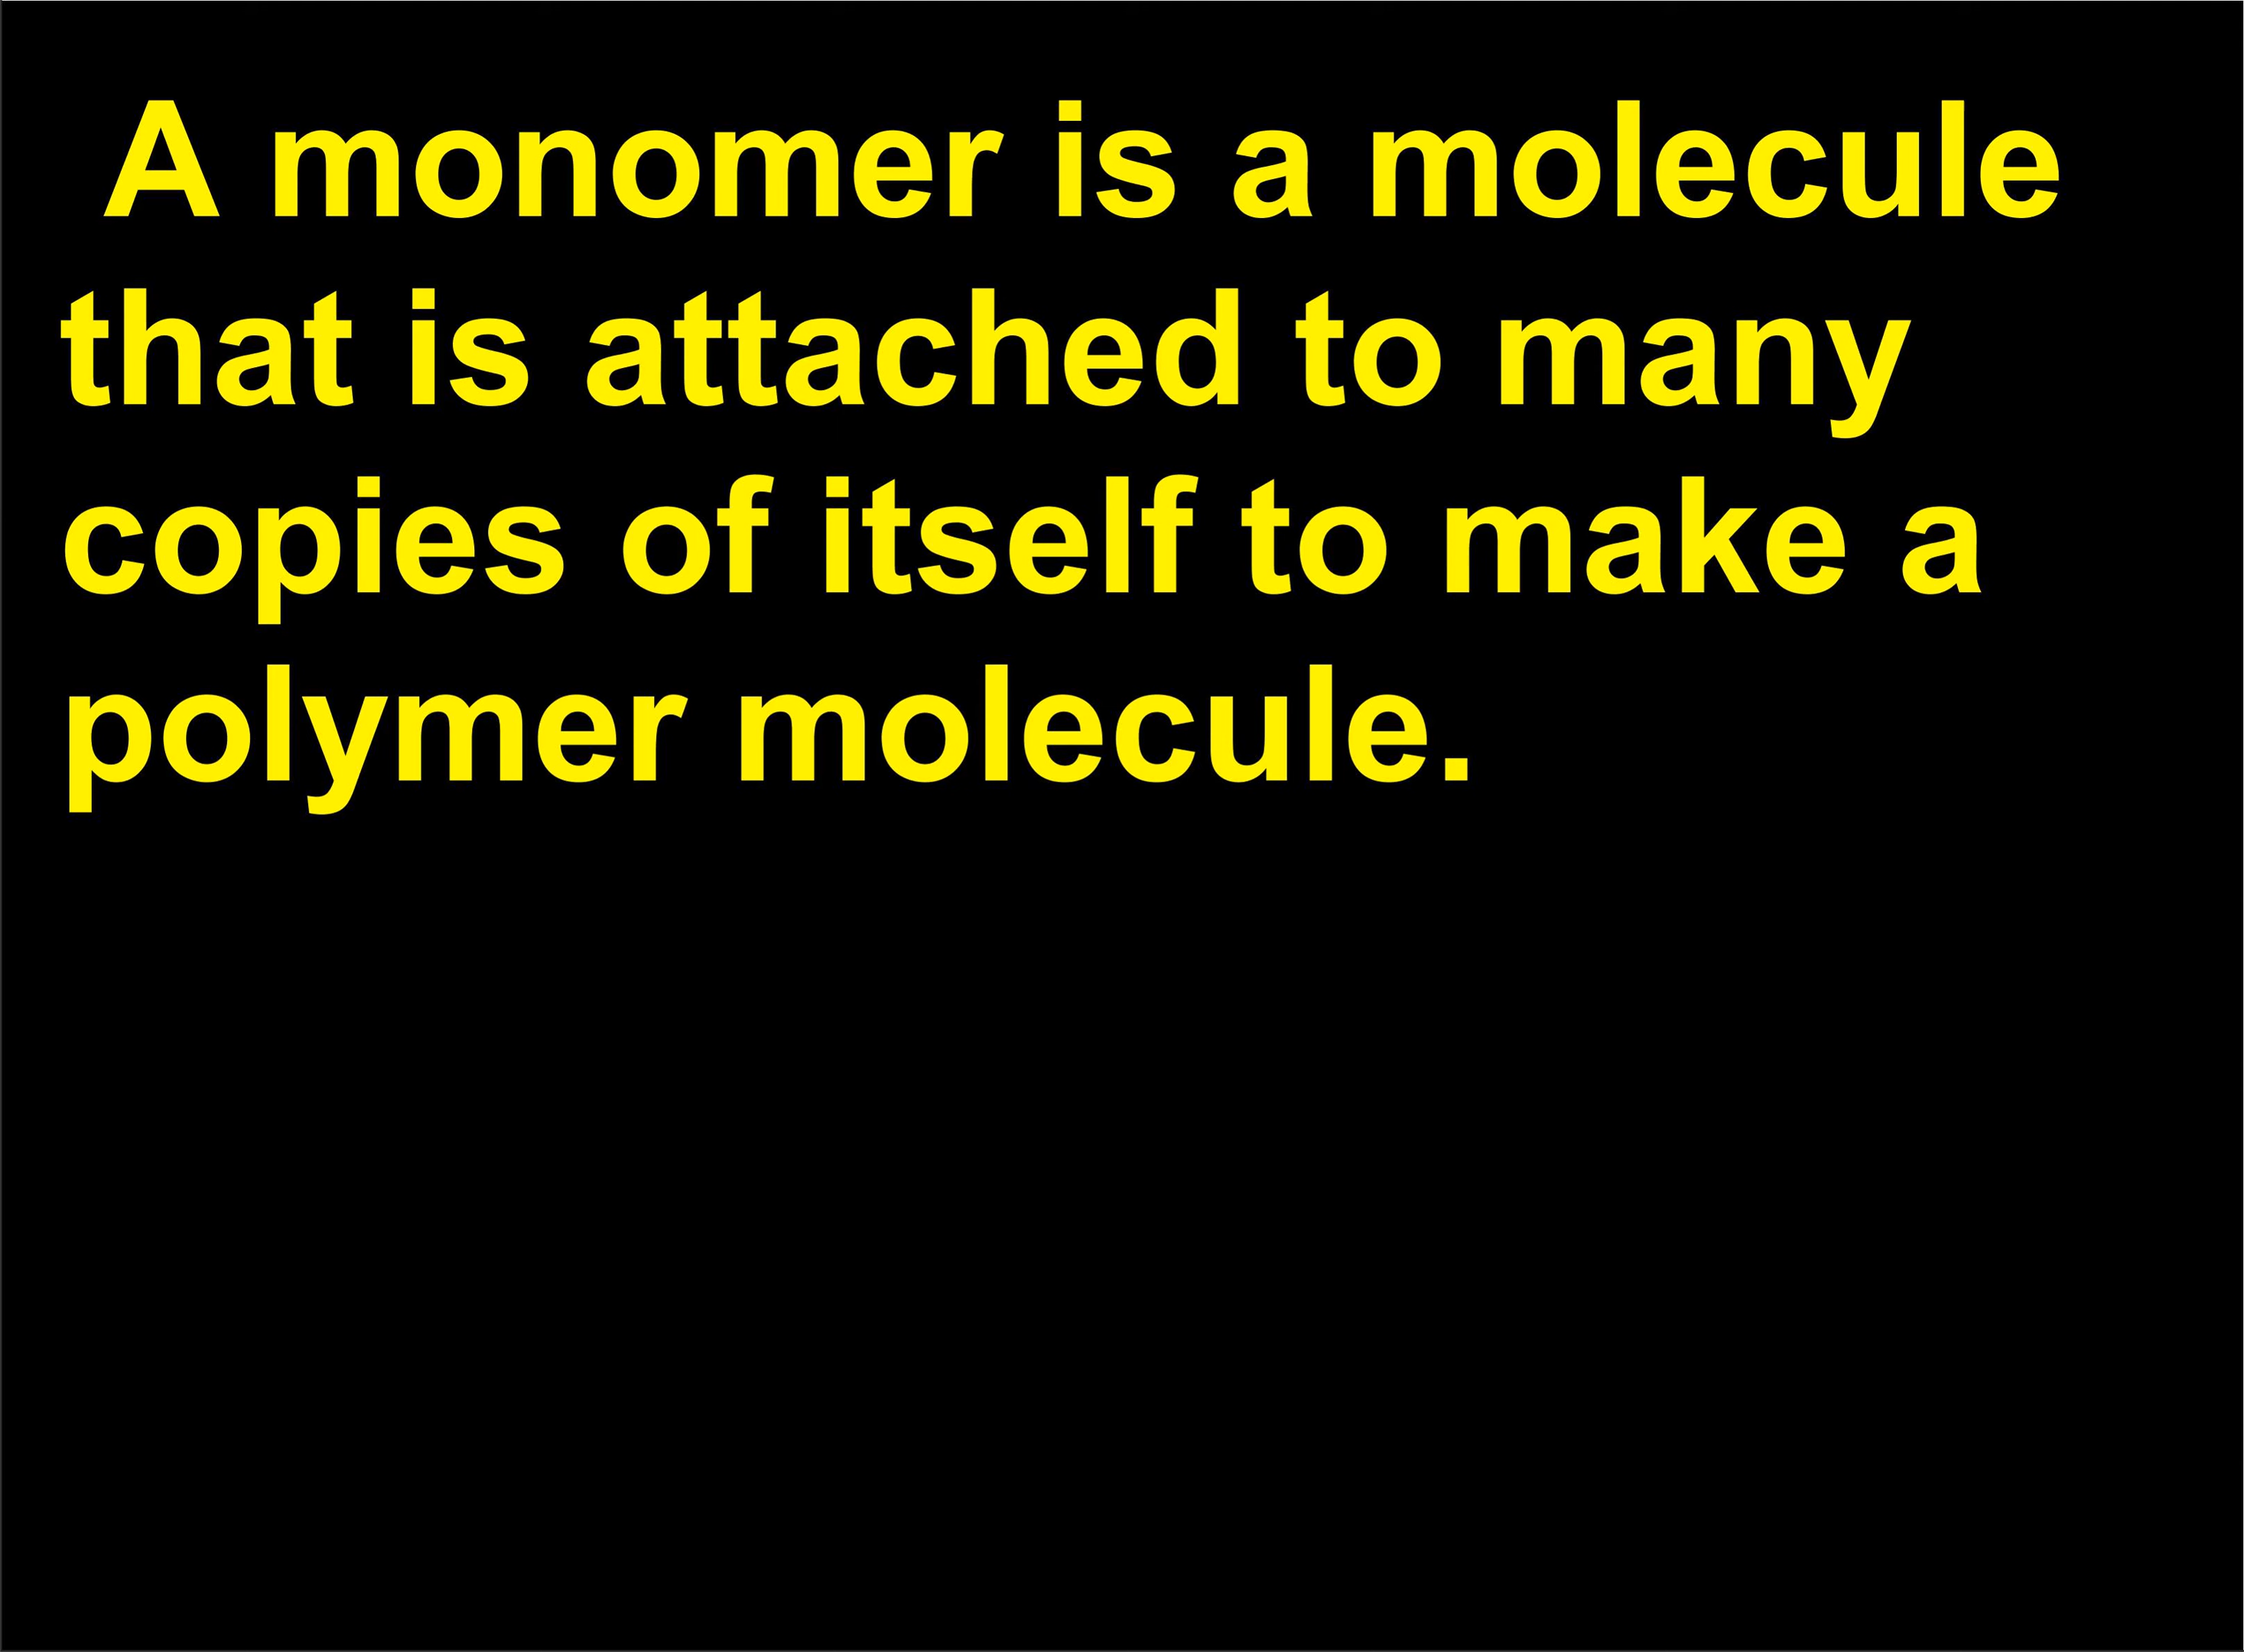 A monomer is a molecule
that is attached to many
copies of itself to make a
polymer molecule.